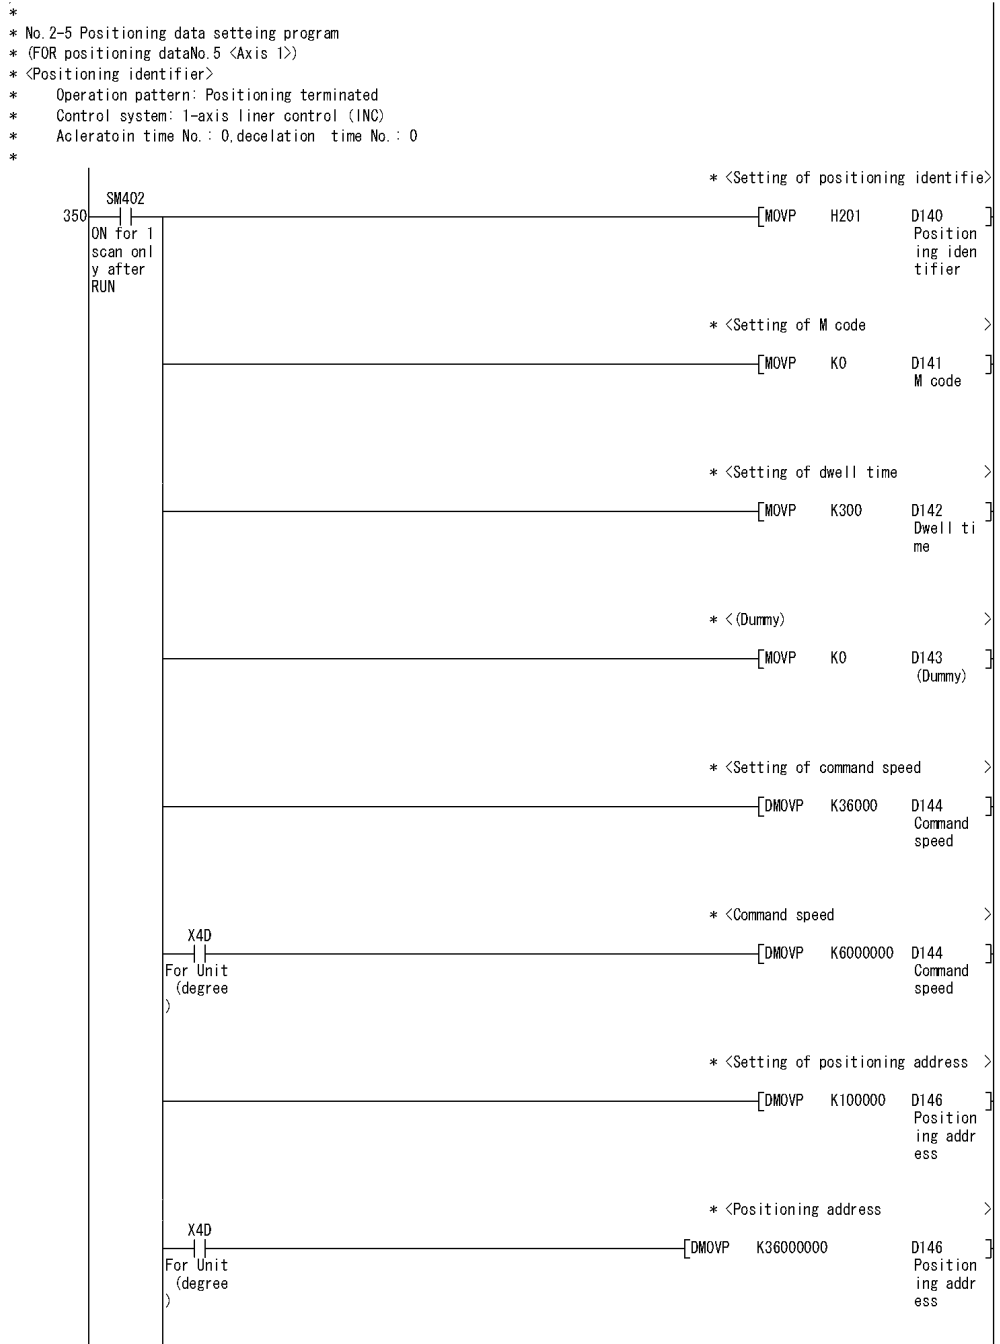 *
* No.2-5 Positioning data setteing program
* (FOR positioning dataNo.5 <Axis 1>)
* <Positioning identifier>
* Operation pattern: Positioning terminated
* Control system: 1-axis liner control (INC)
* Acleratoin time No.: 0,decelation time No.: 0
*
* <Setting of positioning identifie>
SM402
350
[MOVP H201 D140 ]
ON for 1
scan onl
y after
RUN
Position
ing iden
tifier
* <Setting of M code >
[MOVP K0 D141 ]
M code
* <Setting of dwell time >
[MOVP K300 D142 ]
Dwell ti
me
* <(Dummy) >
[MOVP K0 D143 ]
(Dummy)
* <Setting of command speed >
[DMOVP K36000 D144 ]
Command
speed
* <Command speed >
X4D
[DMOVP K6000000 D144 ]
For Unit
(degree
)
Command
speed
* <Setting of positioning address >
[DMOVP K100000 D146 ]
Position
ing addr
ess
* <Positioning address >
X4D
[DMOVP K36000000 D146 ]
For Unit
(degree
)
Position
ing addr
ess